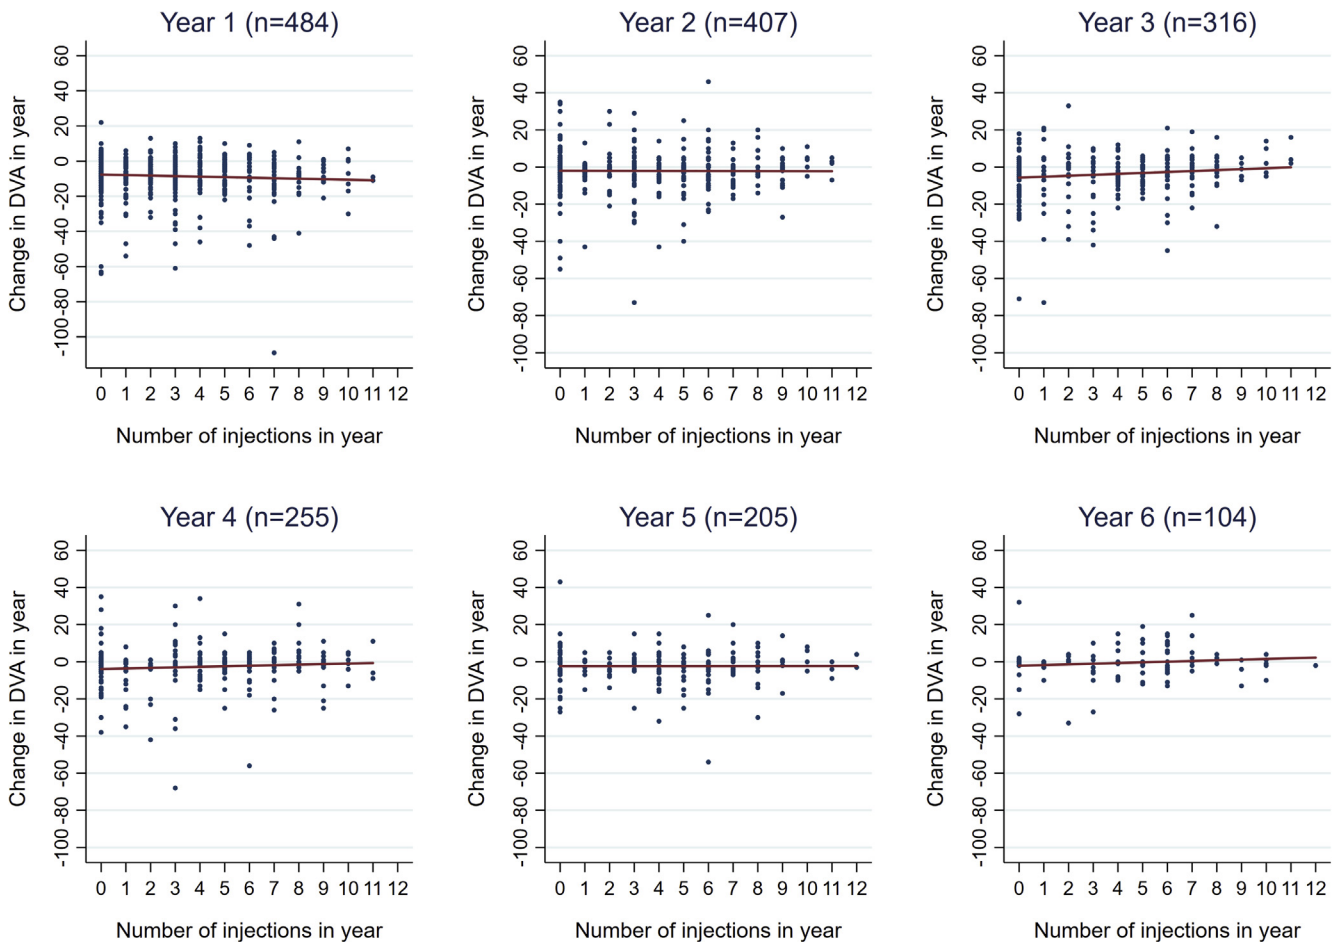 Year 1 (n=484)
Year 2 (n=407)
Year 3 (n=316)
Change in DVA in year
60
40
20
0
-20
-40
-60
-80
-100
0 1 2 3 4 5 6 7 8 9 10 11 12
Number of injections in year
Change in DVA in year
60
40
20
0
-20
-40
-60
-80
-100
0 1 2 3 4 5 6 7 8 9 10 11 12
Number of injections in year
Change in DVA in year
60
40
20
0
-20
-40
-60
-80
-100
0 1 2 3 4 5 6 7 8 9 10 11 12
Number of injections in year
Year 4 (n=255)
Year 5 (n=205)
Year 6 (n=104)
Change in DVA in year
60
40
20
0
-20
-40
-60
-80
-100
0 1 2 3 4 5 6 7 8 9 10 11 12
Number of injections in year
Change in DVA in year
60
40
20
0
-20
-40
-60
-80
-100
0 1 2 3 4 5 6 7 8 9 10 11 12
Number of injections in year
Change in DVA in year
60
40
20
0
-20
-40
-60
-80
-100
0 1 2 3 4 5 6 7 8 9 10 11 12
Number of injections in year